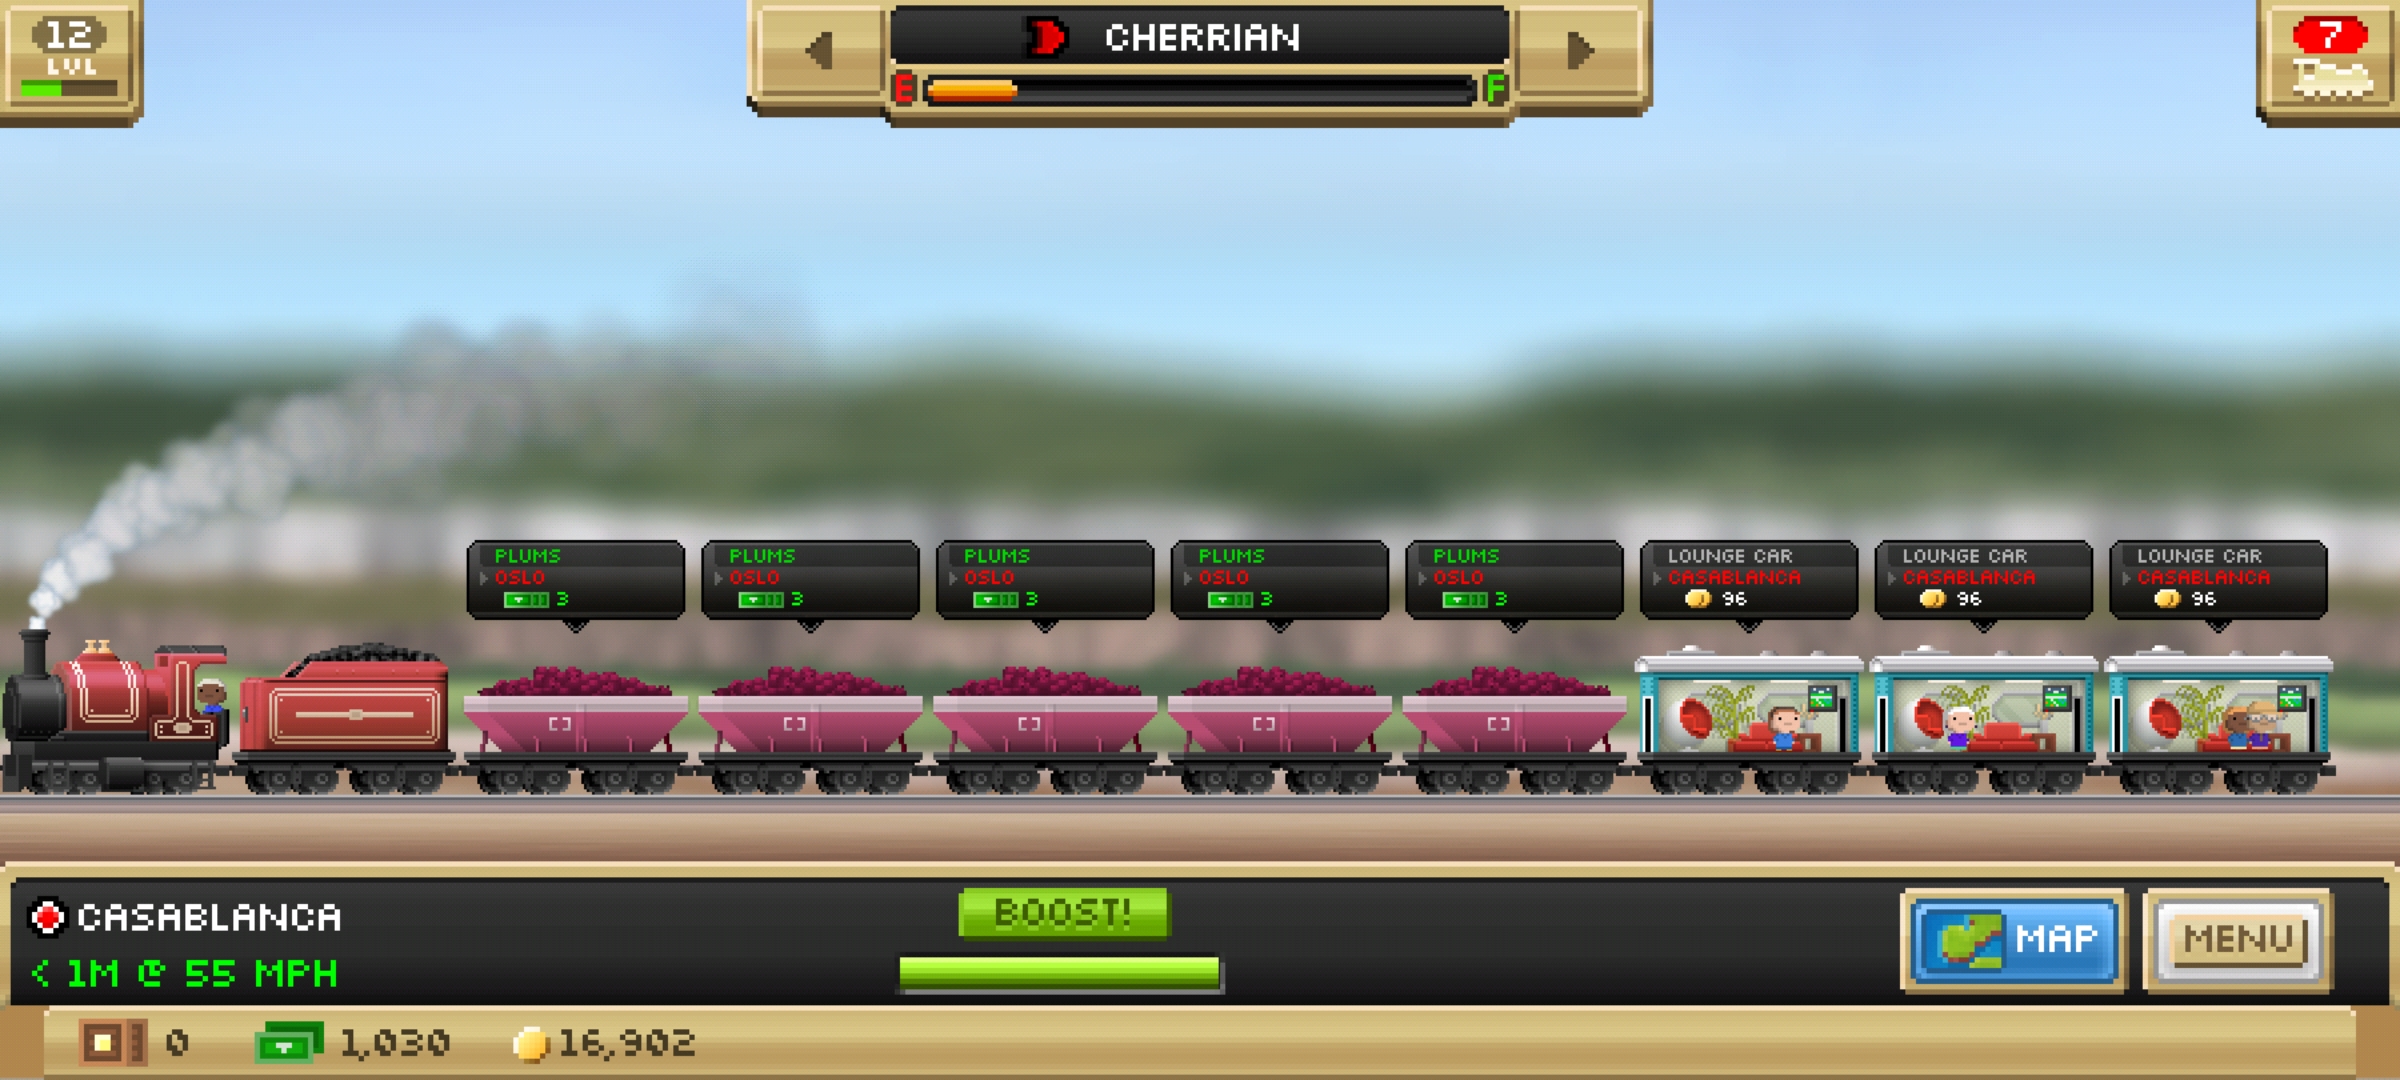 12
LVL
CHERRIAN
E F
7
PLUMS
OSLO
3
PLUMS
OSLO
3
PLUMS
OSLO
3
PLUMS
OSLO
3
PLUMS
OSLO
3
LOUNGE CAR
CASABLANCA
96
LOUNGE CAR
CASABLANCA
96
LOUNGE CAR
CASABLANCA
96
CASABLANCA
< 1M @ 55 MPH
BOOST!
MAP
MENU
0 1,030 16,902